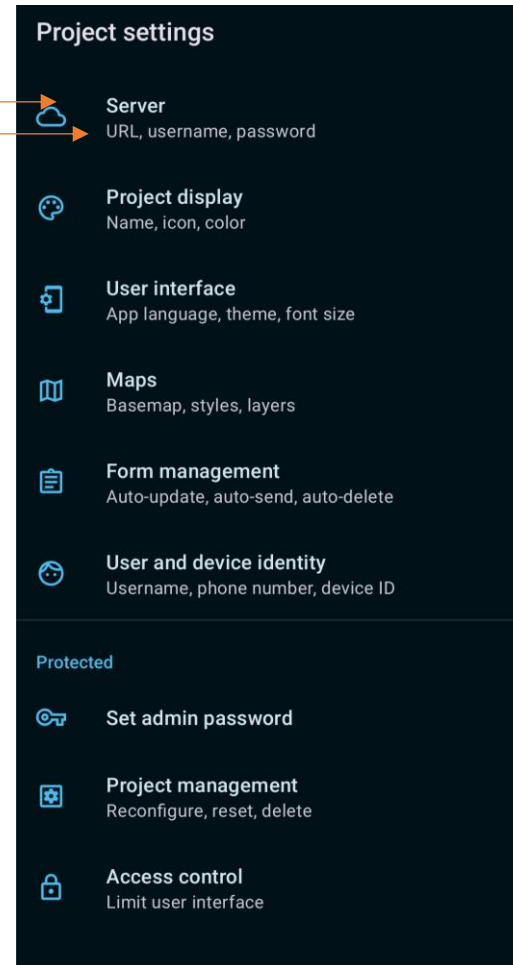 Project settings
Server
URL, username, password
Project display
Name, icon, color
User interface
App language, theme, font size
Maps
Basemap, styles, layers
Form management
Auto-update, auto-send, auto-delete
User and device identity
Username, phone number, device ID
Protected
Set admin password
Project management
Reconfigure, reset, delete
Access control
Limit user interface